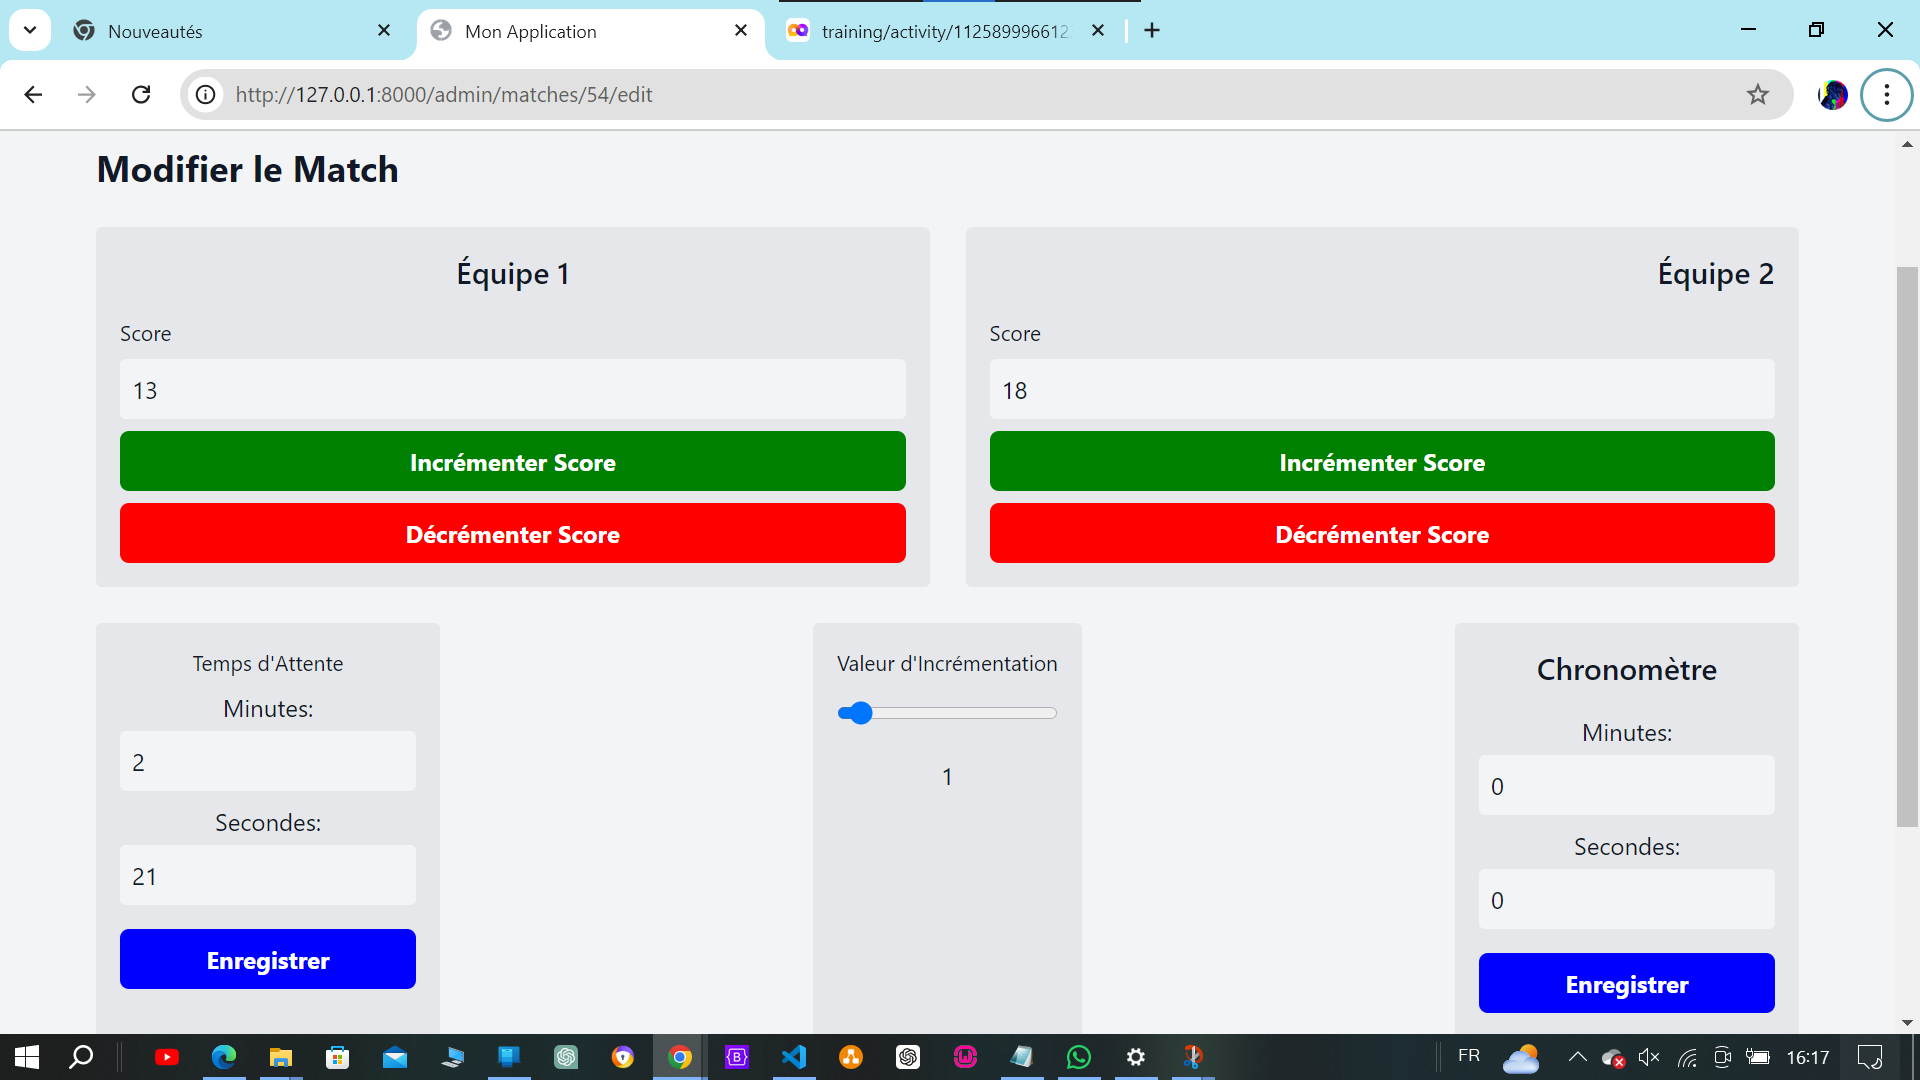 Nouveautés
Mon Application
training/activity/112589996612
http://127.0.0.1:8000/admin/matches/54/edit
Modifier le Match
Équipe 1
Score
13
Incrémenter Score
Décrémenter Score
Équipe 2
Score
18
Incrémenter Score
Décrémenter Score
Temps d'Attente
Minutes:
2
Secondes:
21
Enregistrer
Valeur d'Incrémentation
1
Chronomètre
Minutes:
0
Secondes:
0
Enregistrer
FR
16:17